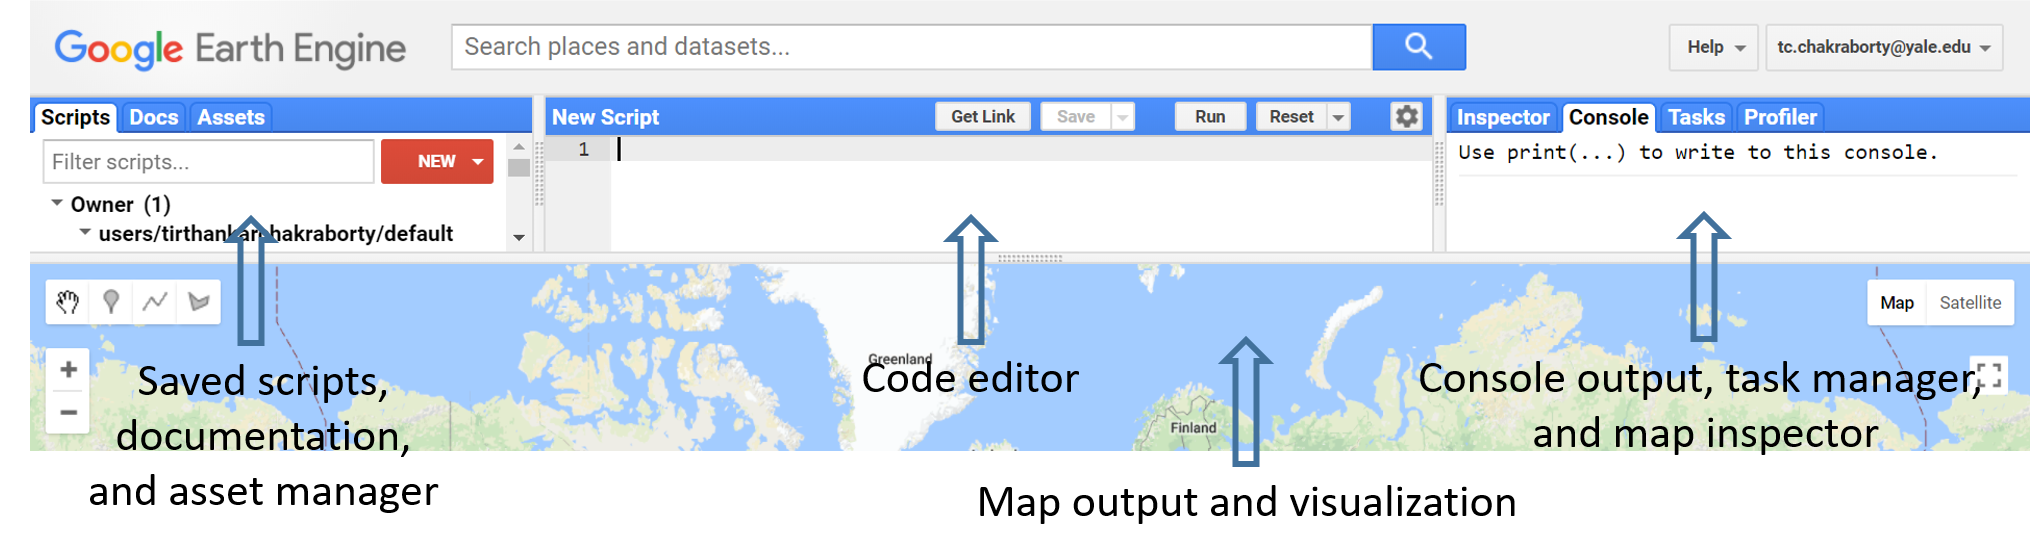 Google Earth Engine
Search places and datasets...
Help
tc.chakraborty@yale.edu
Scripts Docs Assets
New Script
Get Link Save Run Reset
Inspector Console Tasks Profiler
Filter scripts...
NEW
1
Use print(...) to write to this console.
Owner (1)
users/tirthankarchakraborty/default
Map Satellite
Greenland
Finland
Saved scripts,
documentation,
and asset manager
Code editor
Map output and visualization
Console output, task manager,
and map inspector